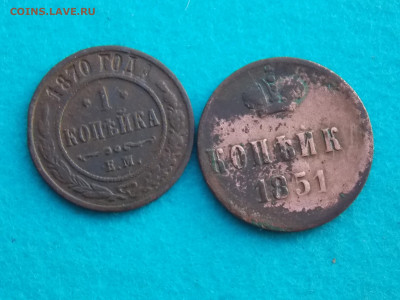 COINS.LAVE.RU
1870 ГОДА
1
КОПѢЙКА
Е.М.
КОПѢЙК
1851